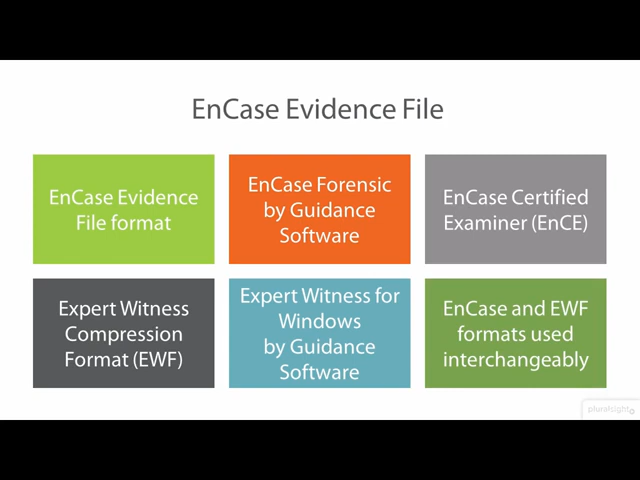 EnCase Evidence File
EnCase Evidence
File format
EnCase Forensic
by Guidance
Software
EnCase Certified
Examiner (EnCE)
Expert Witness
Compression
Format (EWF)
Expert Witness for
Windows
by Guidance
Software
EnCase and EWF
formats used
interchangeably
pluralsight